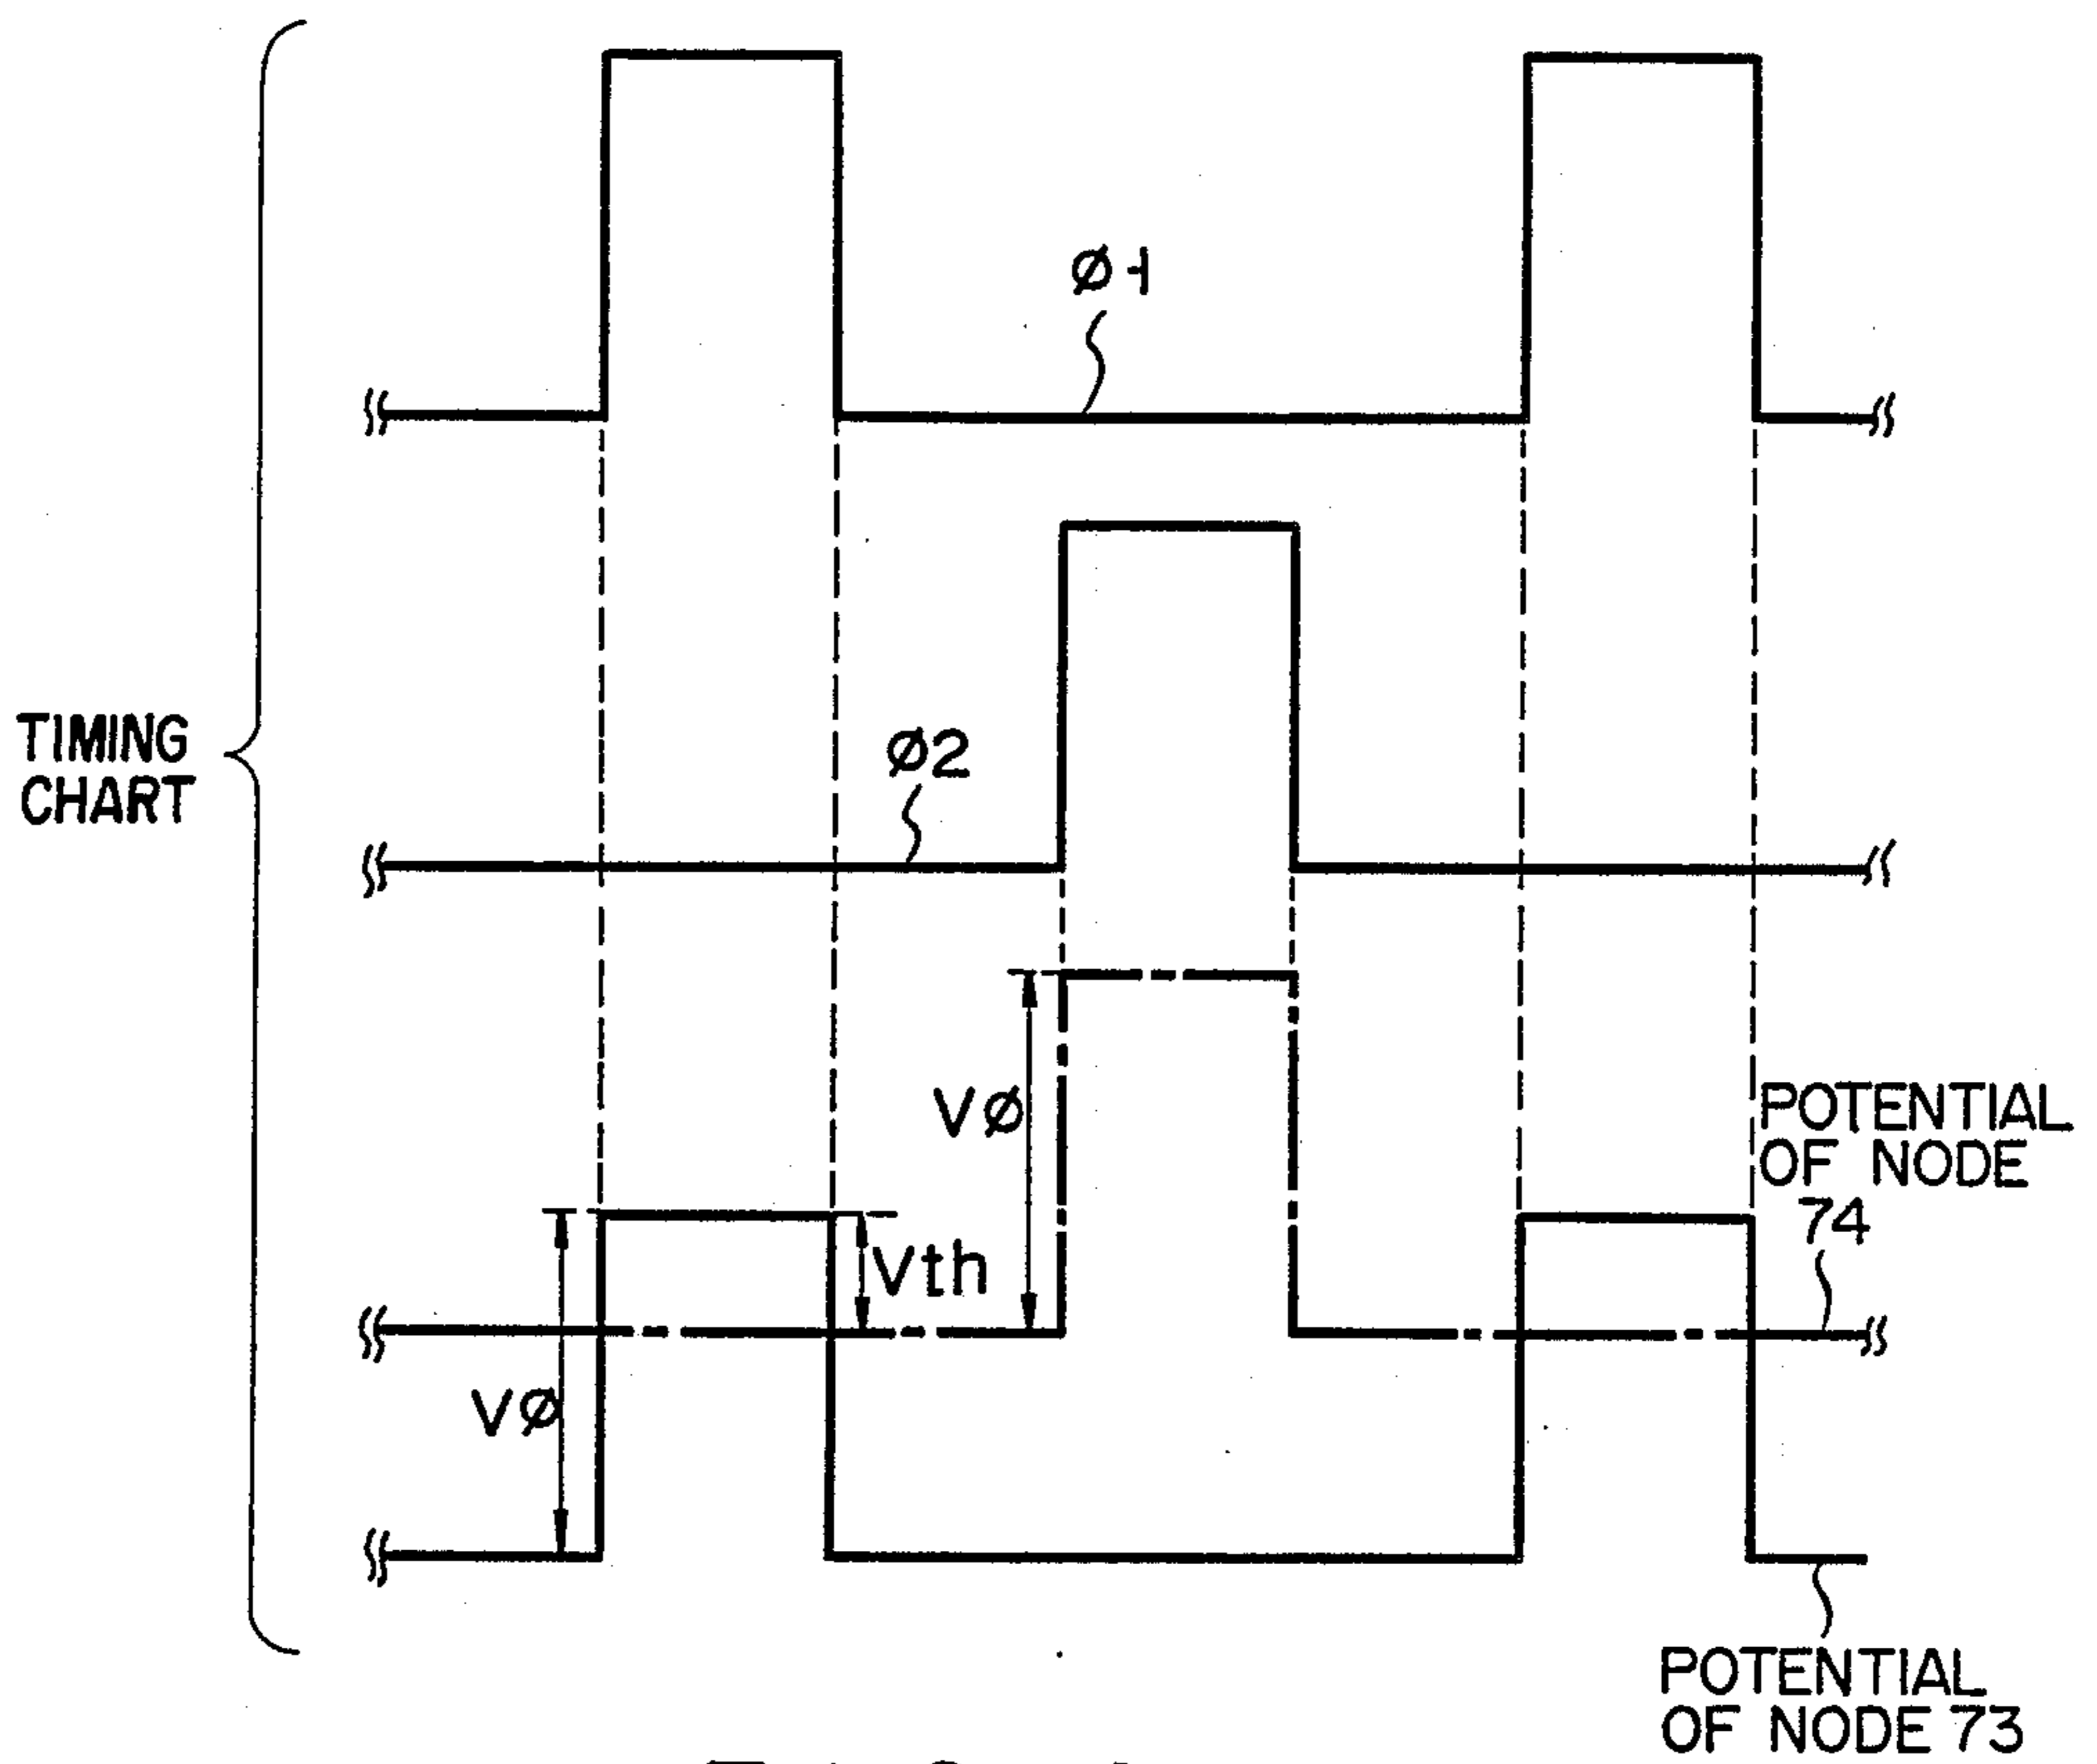 Ø1
TIMING
CHART
Ø2
VØ
POTENTIAL
OF NODE
74
Vth
VØ
POTENTIAL
OF NODE 73